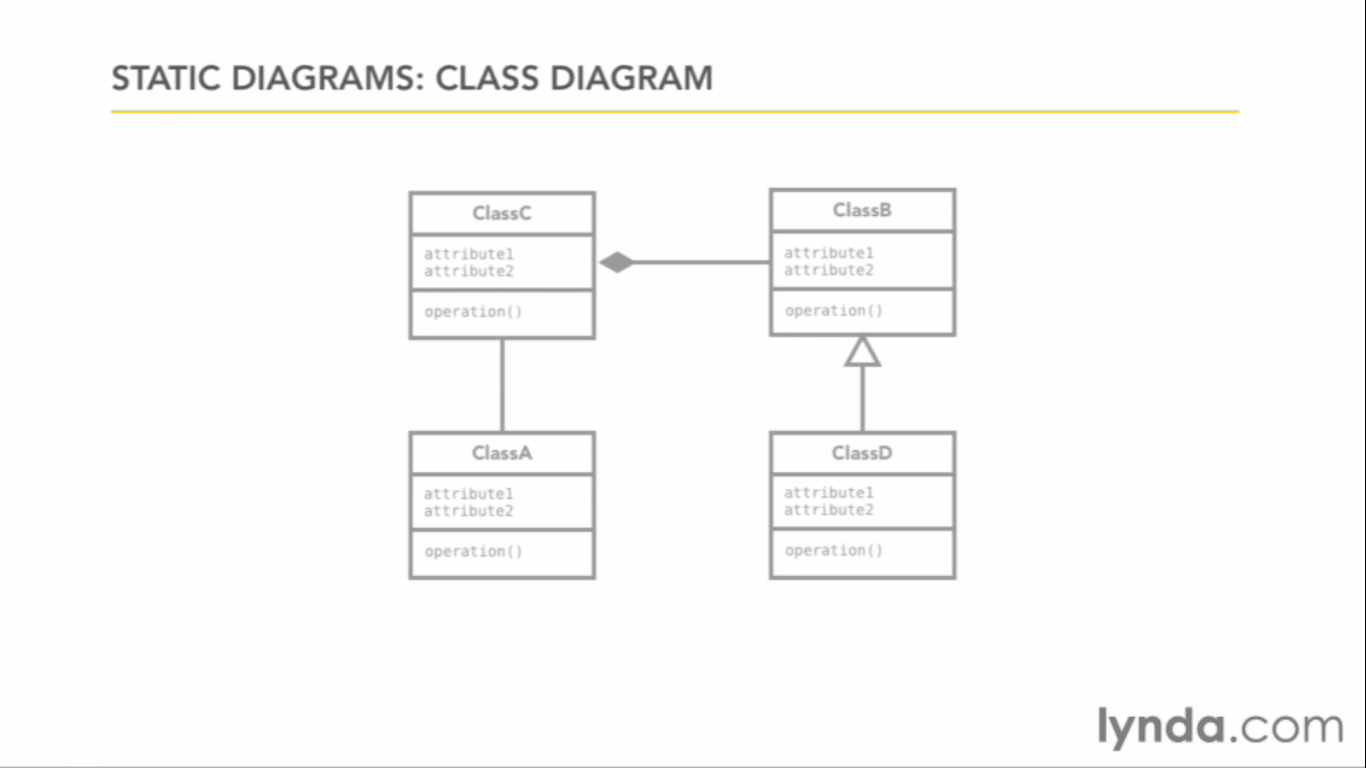 STATIC DIAGRAMS: CLASS DIAGRAM
ClassC
attribute1
attribute2
operation()
ClassB
attribute1
attribute2
operation()
ClassA
attribute1
attribute2
operation()
ClassD
attribute1
attribute2
operation()
lynda.com